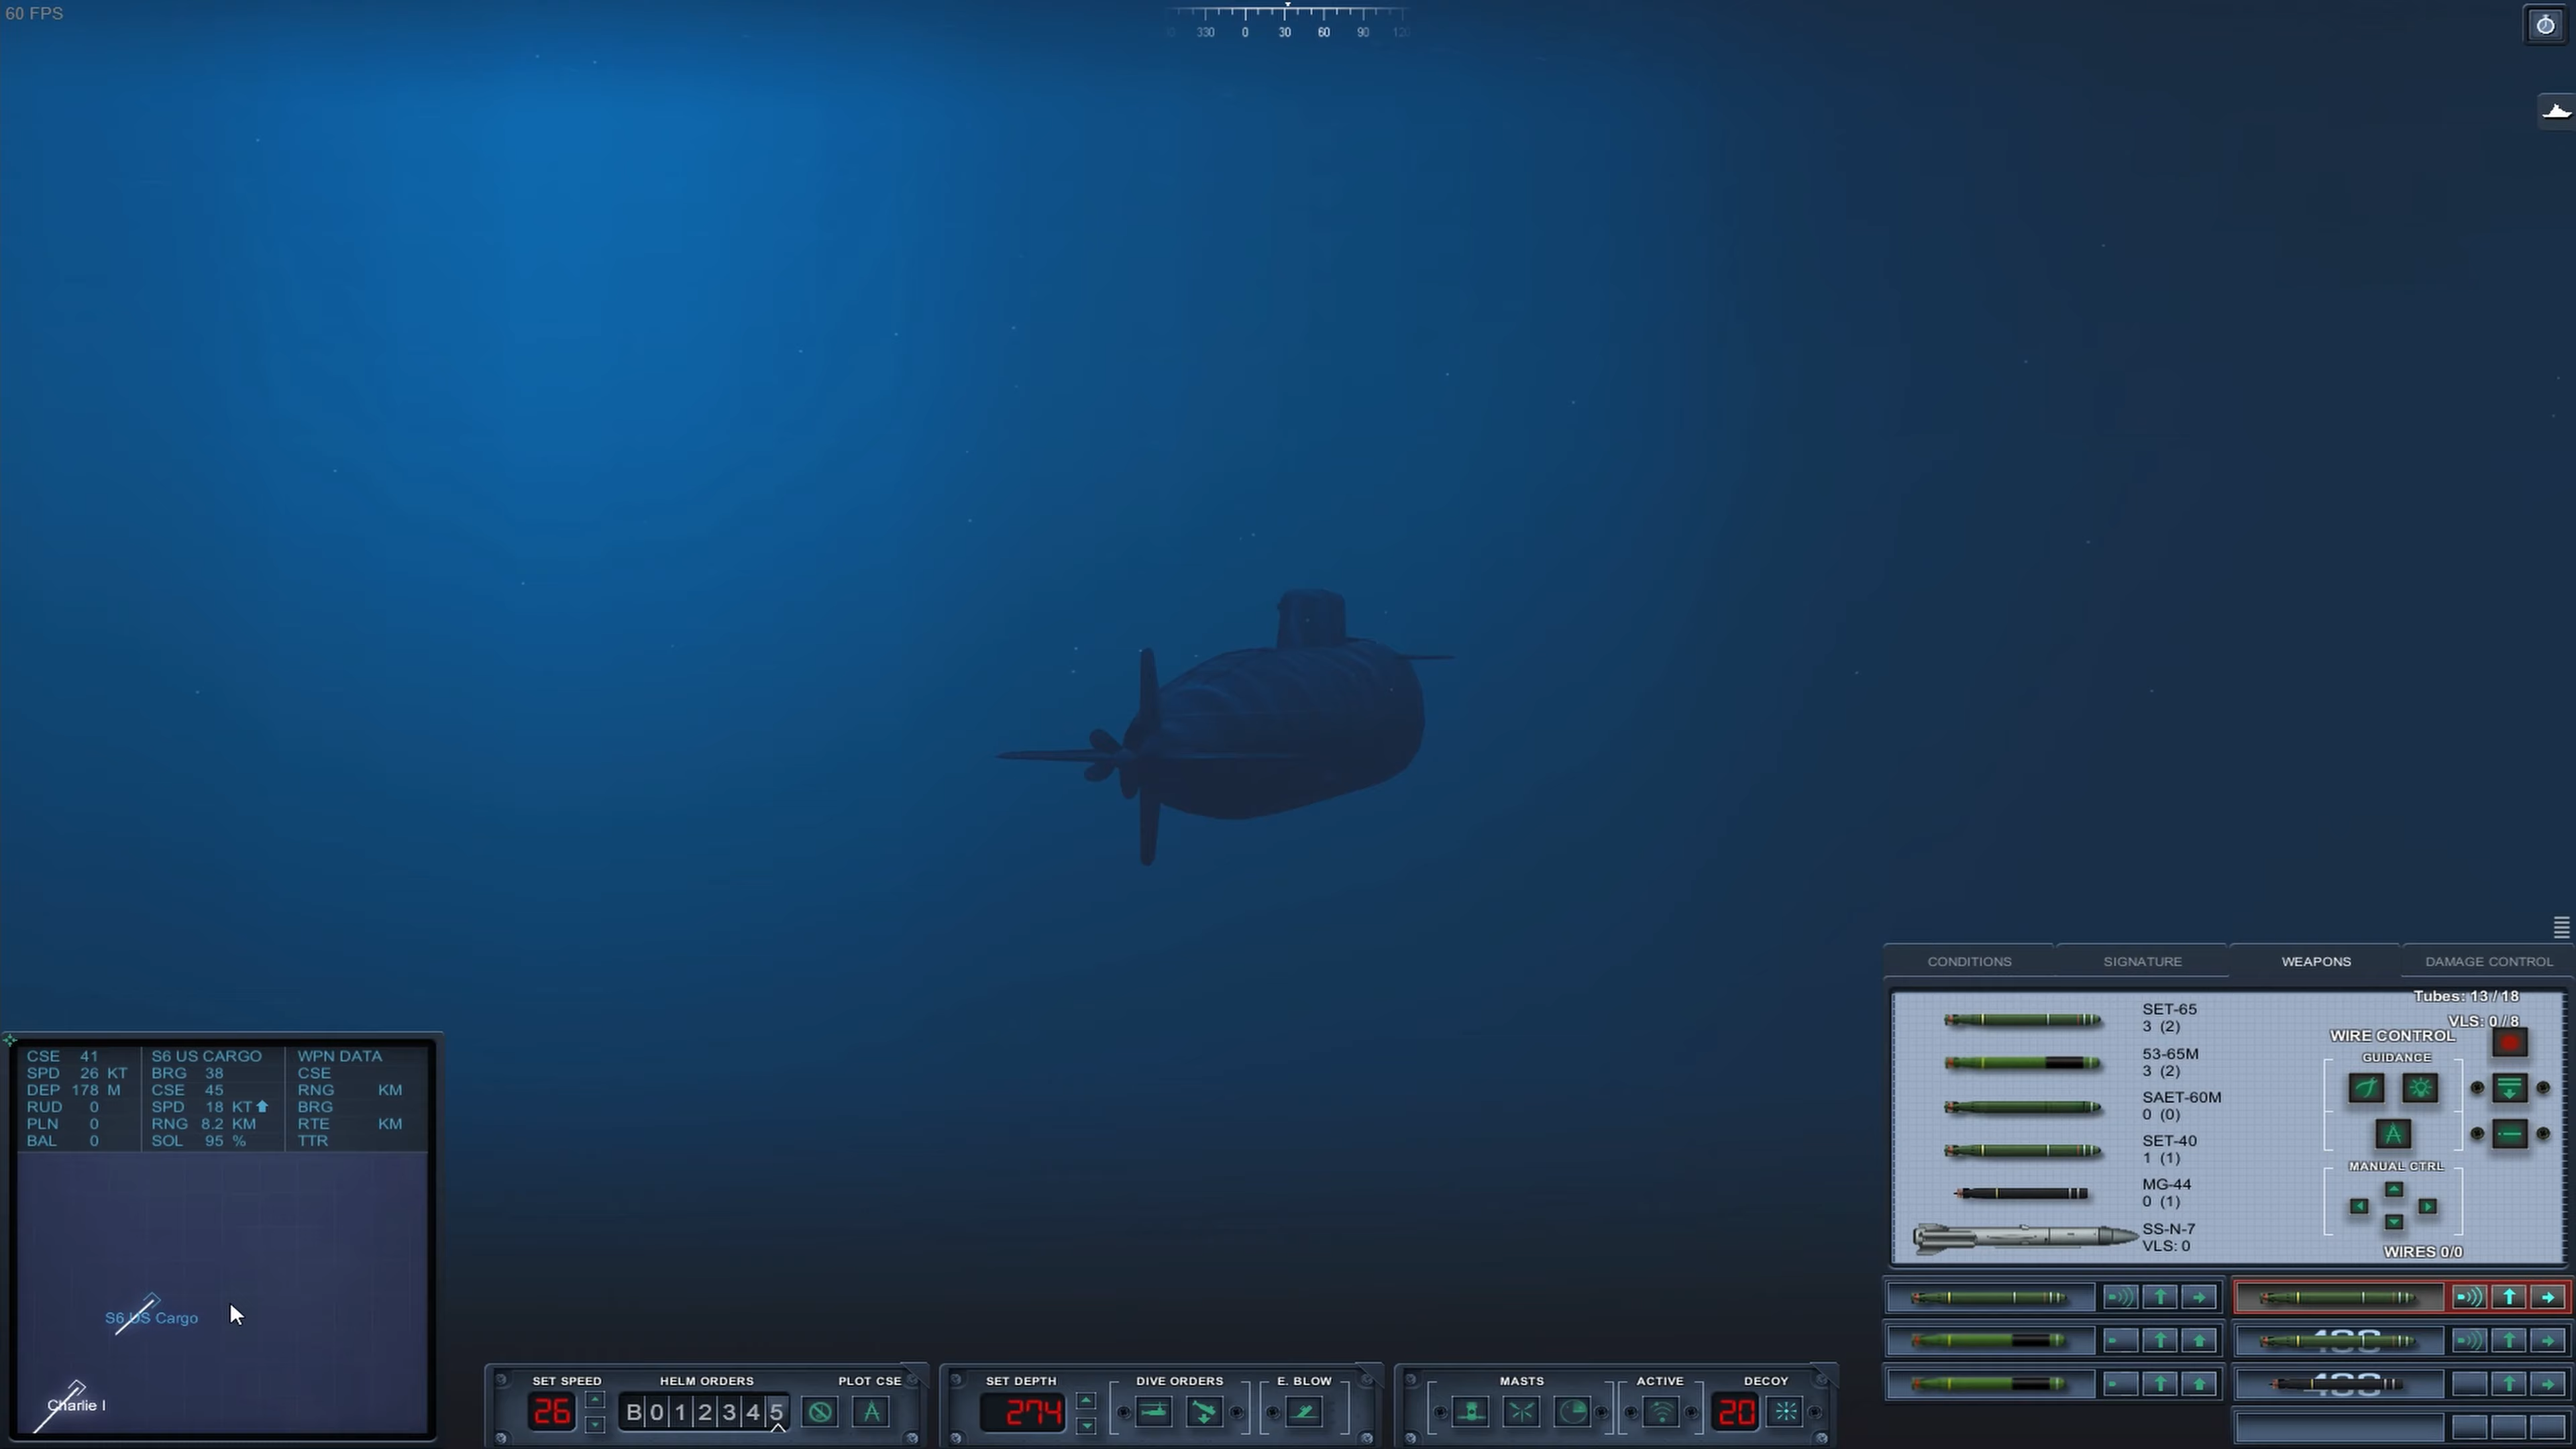 60 FPS
330 0 30 60 90 120
CSE 41
SPD 26 KT
DEP 178 M
RUD 0
PLN 0
BAL 0
S6 US CARGO
BRG 38
CSE 45
SPD 18 KT
RNG 8.2 KM
SOL 95 %
WPN DATA
CSE
RNG KM
BRG
RTE KM
TTR
S6 US Cargo
Charlie I
SET SPEED
26
HELM ORDERS
B 0 1 2 3 4 5
PLOT CSE
SET DEPTH
274
DIVE ORDERS
E. BLOW
MASTS
ACTIVE
DECOY
20
CONDITIONS
SIGNATURE
WEAPONS
DAMAGE CONTROL
SET-65
3 (2)
53-65M
3 (2)
SAET-60M
0 (0)
SET-40
1 (1)
MG-44
0 (1)
SS-N-7
VLS: 0
Tubes: 13/18
VLS: 0/8
WIRE CONTROL
GUIDANCE
MANUAL CTRL
WIRES 0/0